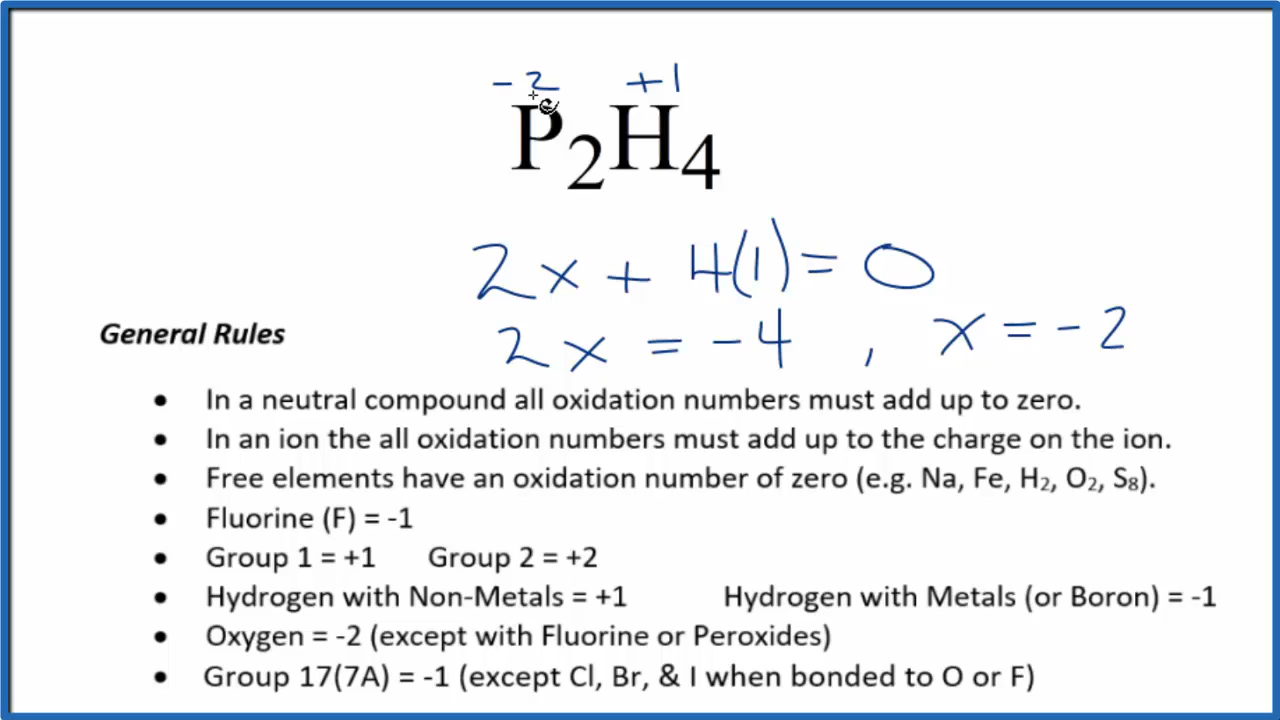 -2 +1
P₂H₄
2x + 4(1) = 0
2x = -4 , x = -2
General Rules
• In a neutral compound all oxidation numbers must add up to zero.
• In an ion the all oxidation numbers must add up to the charge on the ion.
• Free elements have an oxidation number of zero (e.g. Na, Fe, H₂, O₂, S₈).
• Fluorine (F) = -1
• Group 1 = +1 Group 2 = +2
• Hydrogen with Non-Metals = +1 Hydrogen with Metals (or Boron) = -1
• Oxygen = -2 (except with Fluorine or Peroxides)
• Group 17(7A) = -1 (except Cl, Br, & I when bonded to O or F)